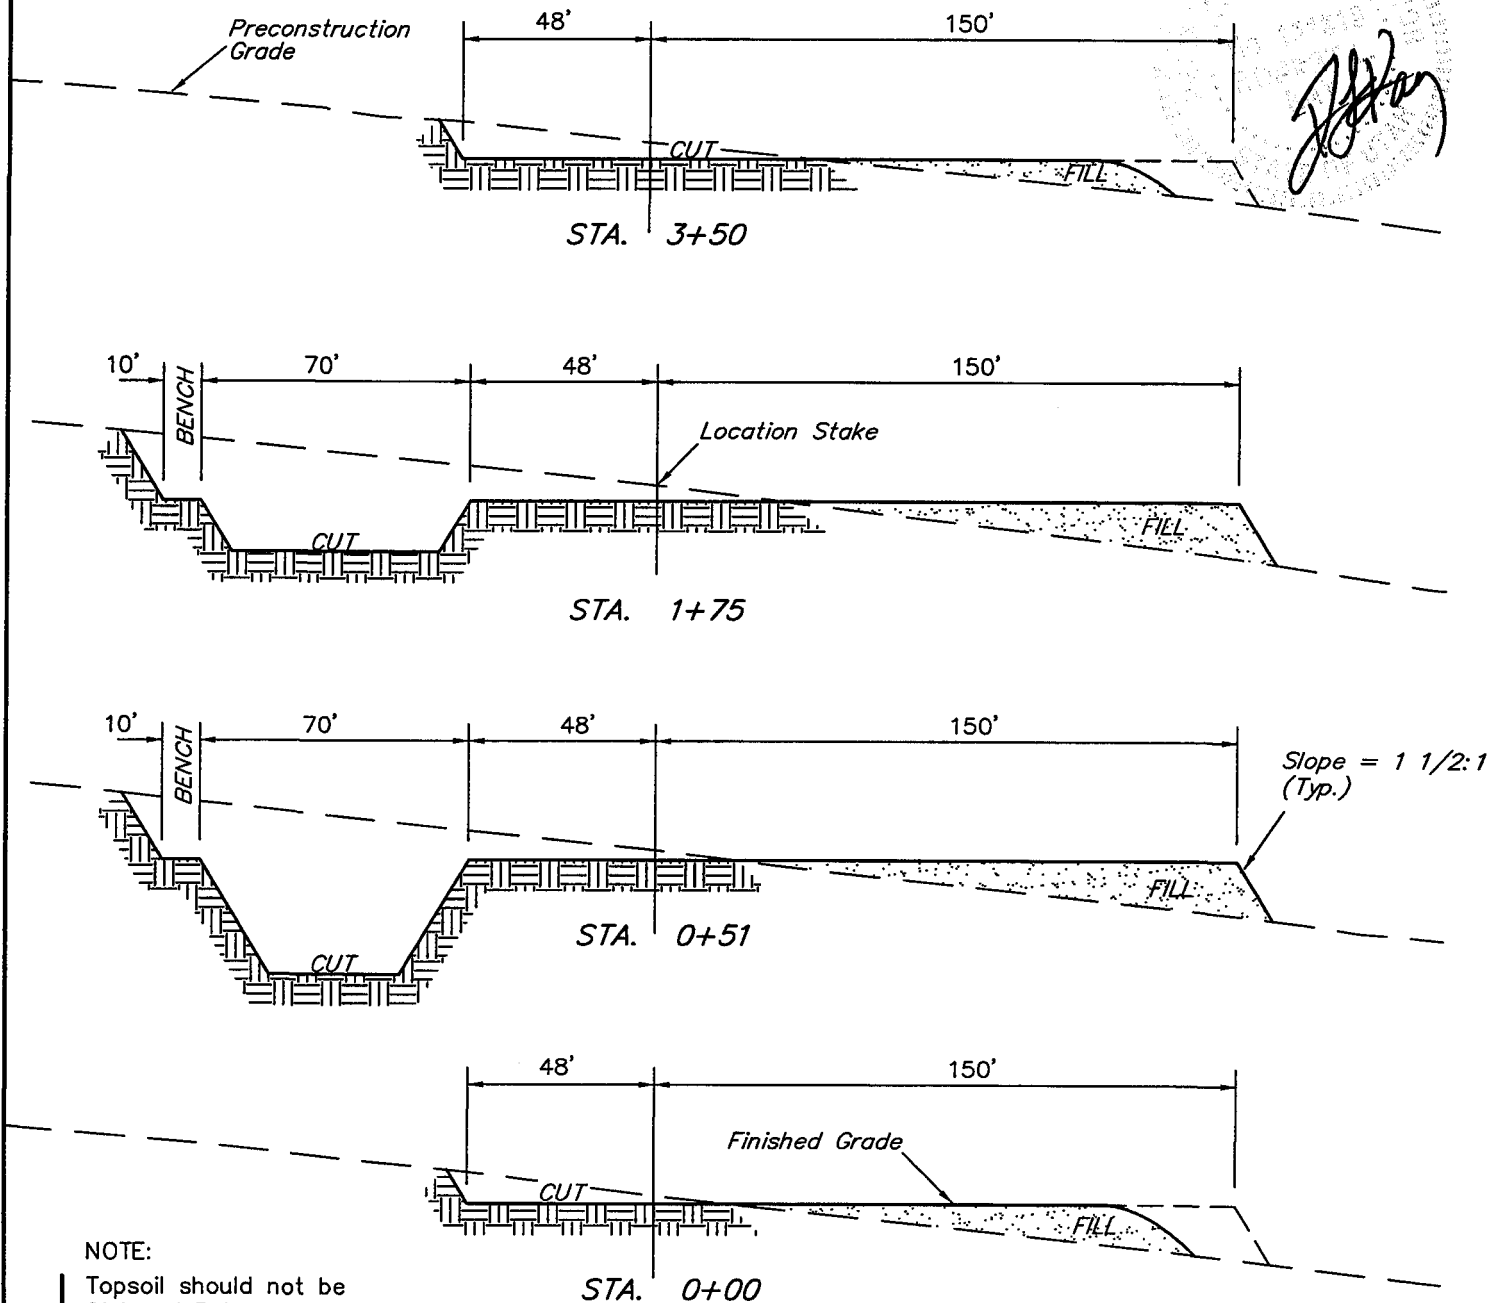 Preconstruction
Grade
48'
150'
CUT
FILL
STA. 3+50
10'
BENCH
70'
48'
150'
Location Stake
CUT
FILL
STA. 1+75
10'
BENCH
70'
48'
150'
Slope = 1 1/2:1
(Typ.)
CUT
FILL
STA. 0+51
48'
150'
Finished Grade
CUT
FILL
STA. 0+00
NOTE:
Topsoil should not be